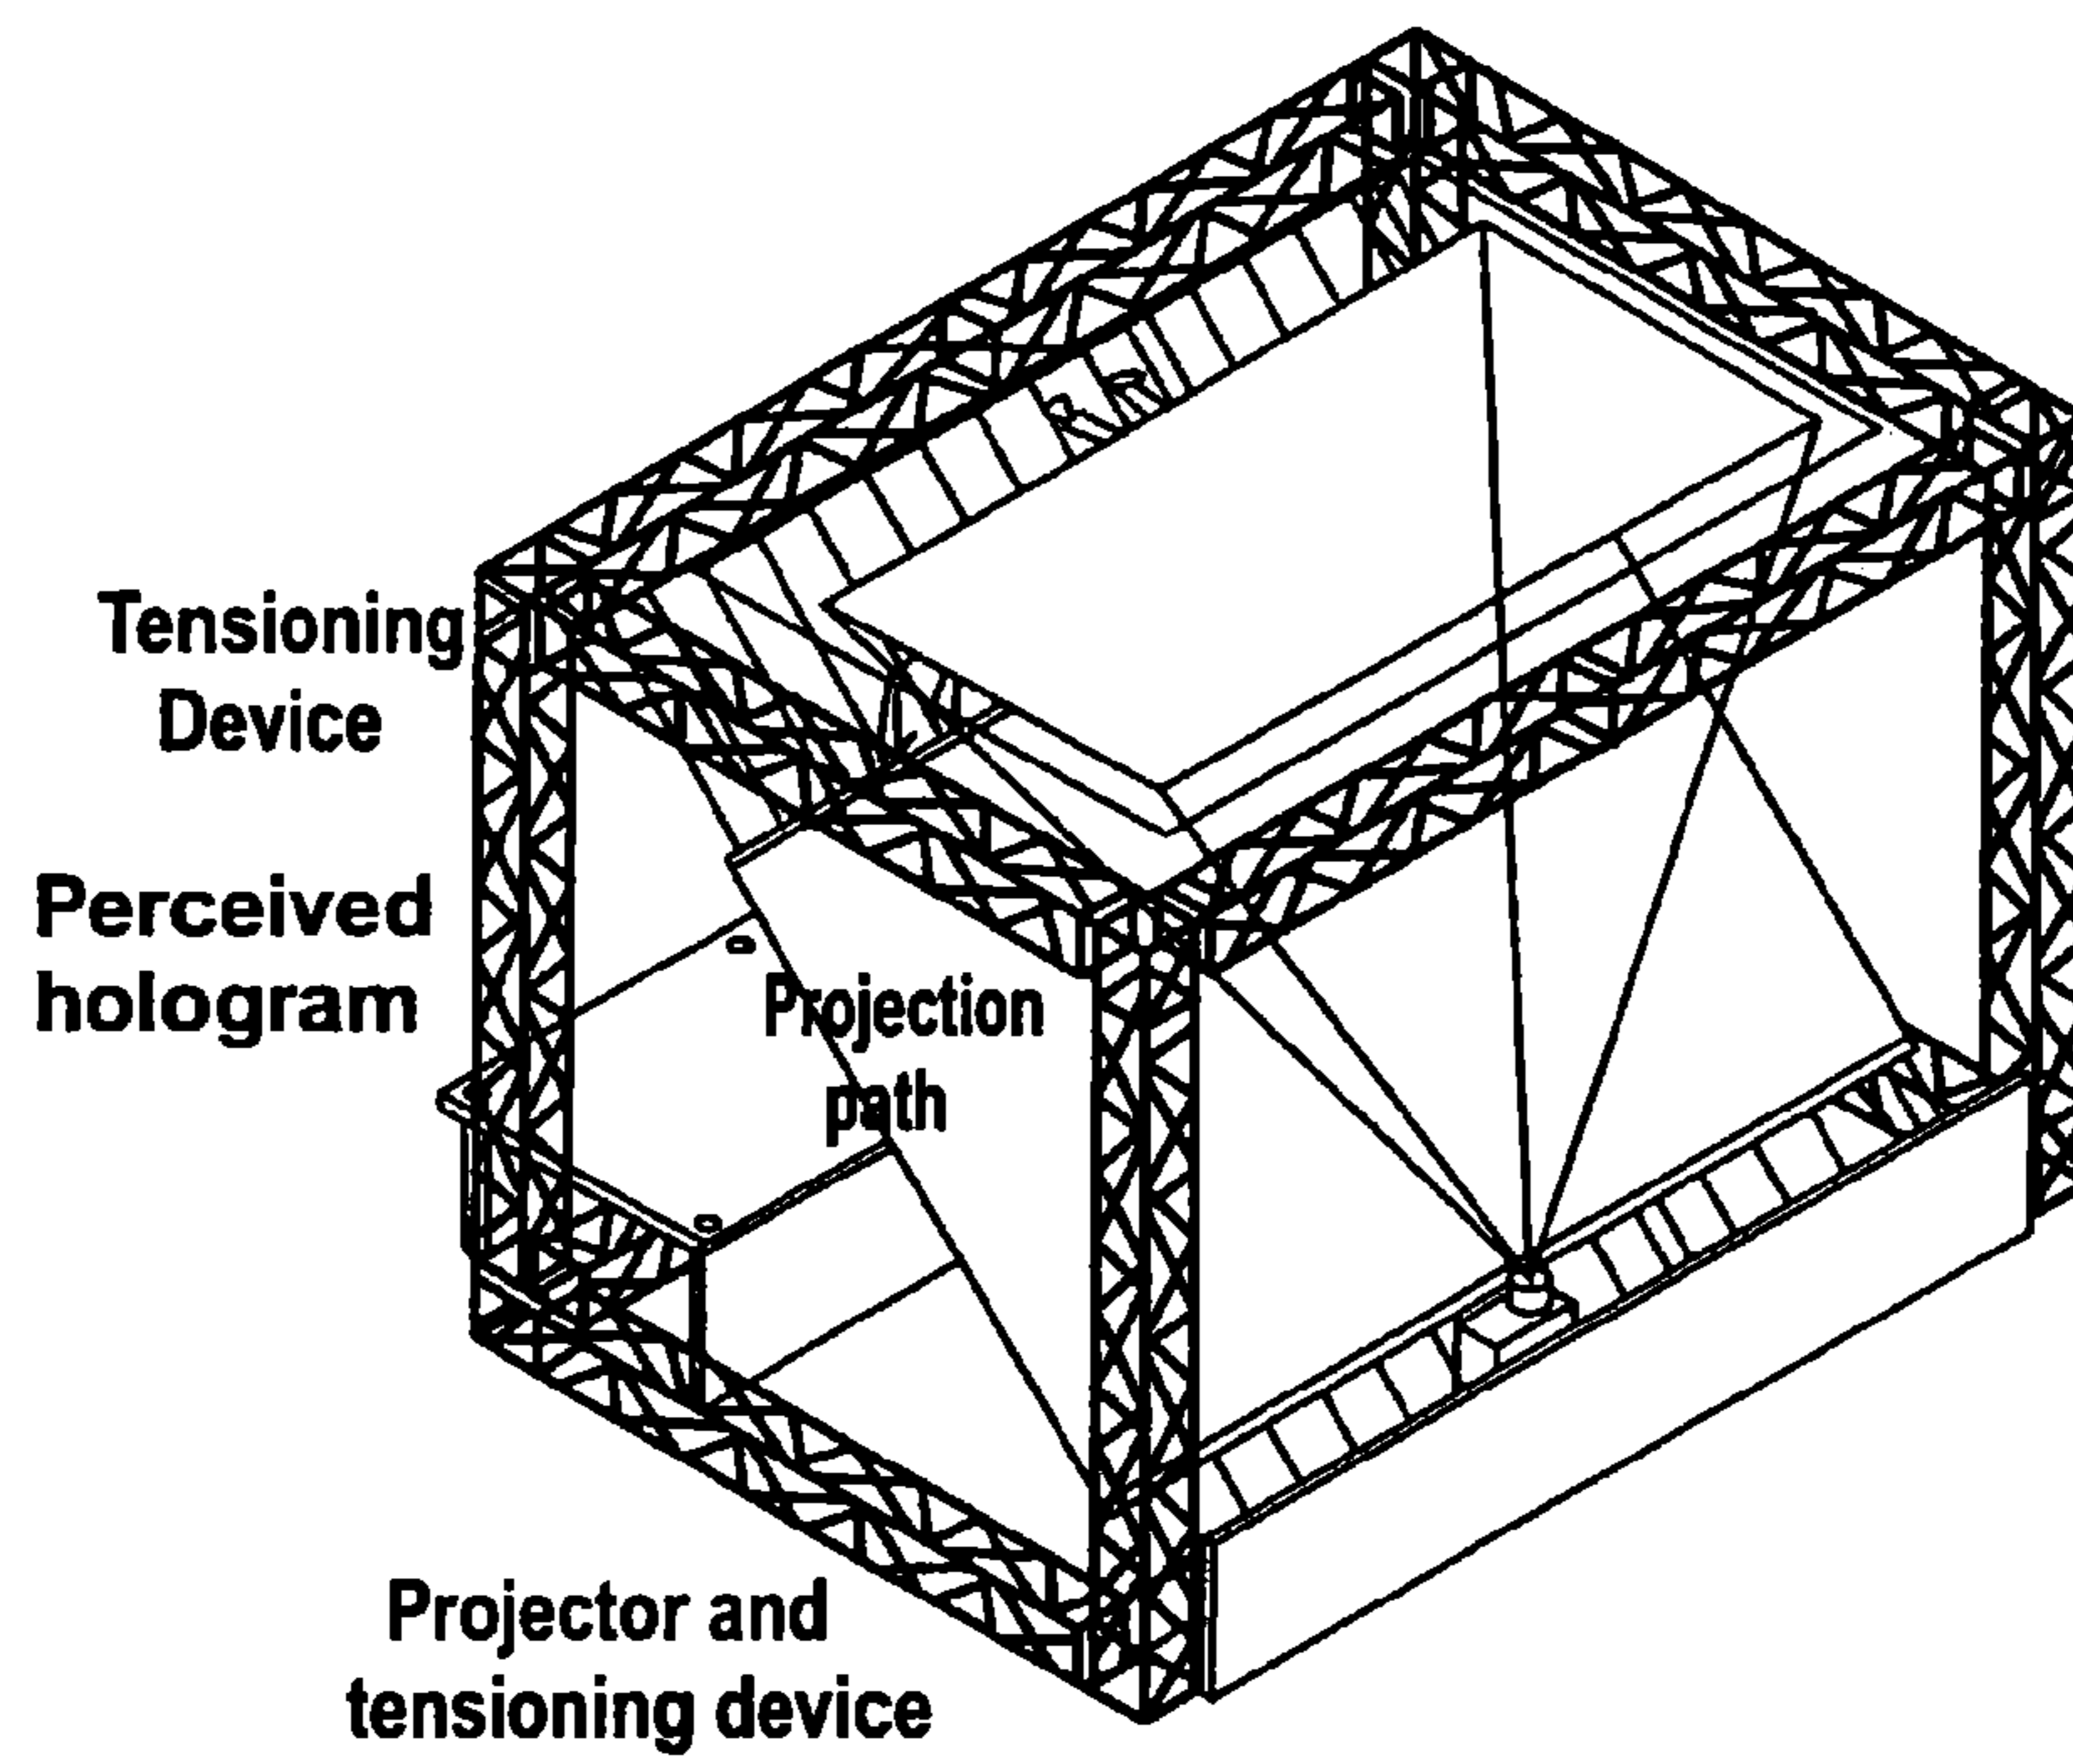 Tensioning
Device
Perceived
hologram
Projection
path
Projector and
tensioning device